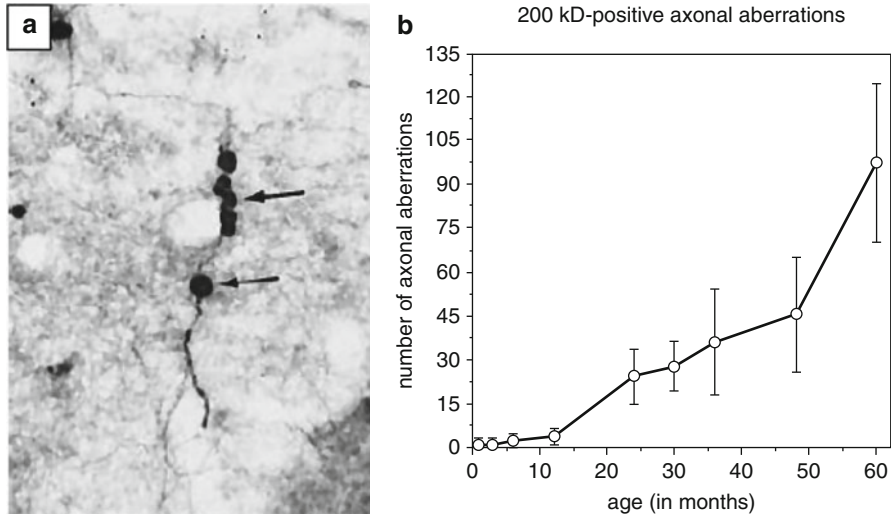 a
b
200 kD-positive axonal aberrations
number of axonal aberrations
135
120
105
90
75
60
45
30
15
0
0 10 20 30 40 50 60
age (in months)